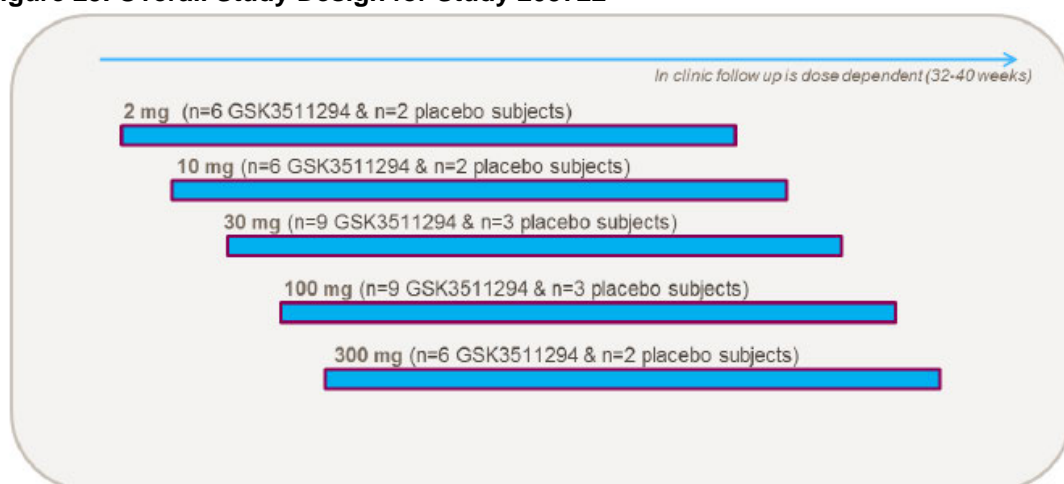 In clinic follow up is dose dependent (32-40 weeks)
2 mg (n=6 GSK3511294 & n=2 placebo subjects)
10 mg (n=6 GSK3511294 & n=2 placebo subjects)
30 mg (n=9 GSK3511294 & n=3 placebo subjects)
100 mg (n=9 GSK3511294 & n=3 placebo subjects)
300 mg (n=6 GSK3511294 & n=2 placebo subjects)